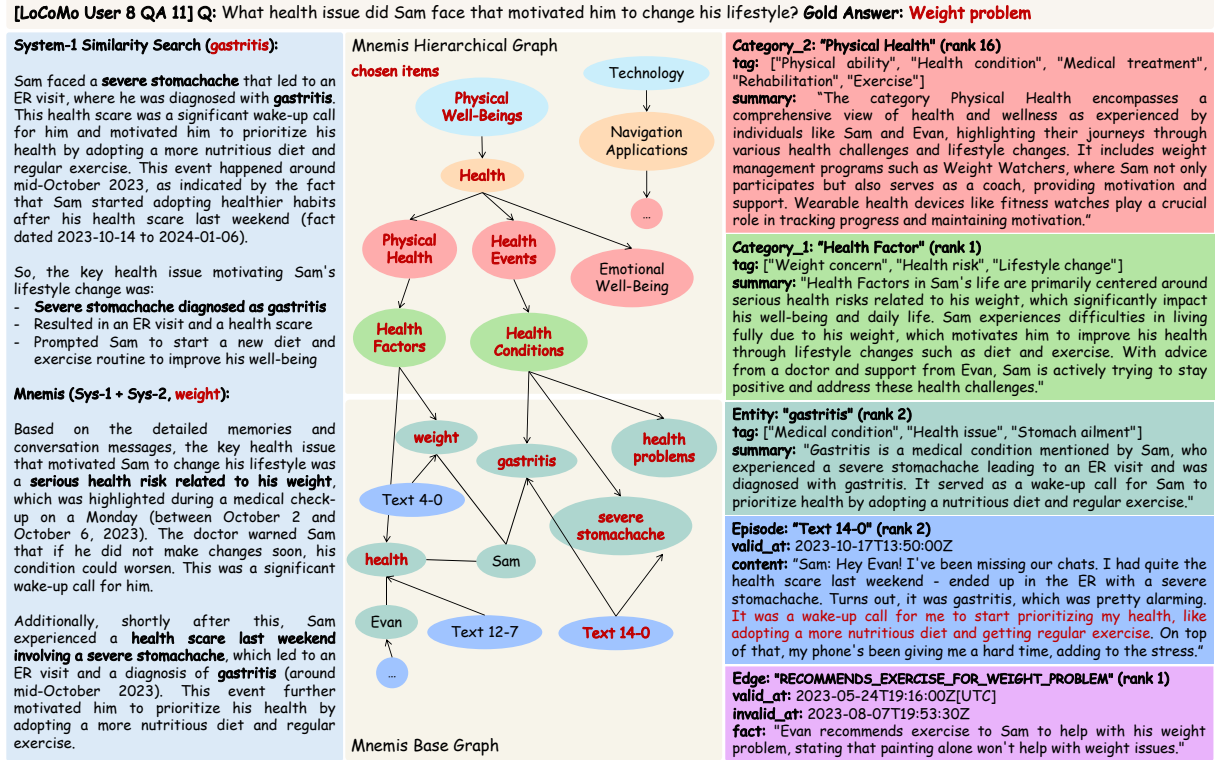 [LoCoMo User 8 QA 11] Q: What health issue did Sam face that motivated him to change his lifestyle? Gold Answer: Weight problem
System-1 Similarity Search (gastritis):
Sam faced a severe stomachache that led to an
ER visit, where he was diagnosed with gastritis.
This health scare was a significant wake-up call
for him and motivated him to prioritize his
health by adopting a more nutritious diet and
regular exercise. This event happened around
mid-October 2023, as indicated by the fact
that Sam started adopting healthier habits
after his health scare last weekend (fact
dated 2023-10-14 to 2024-01-06).
So, the key health issue motivating Sam's
lifestyle change was:
- Severe stomachache diagnosed as gastritis
- Resulted in an ER visit and a health scare
- Prompted Sam to start a new diet and
exercise routine to improve his well-being
Mnemis (Sys-1 + Sys-2, weight):
Based on the detailed memories and
conversation messages, the key health issue
that motivated Sam to change his lifestyle was
a serious health risk related to his weight,
which was highlighted during a medical check-
up on a Monday (between October 2 and
October 6, 2023). The doctor warned Sam
that if he did not make changes soon, his
condition could worsen. This was a significant
wake-up call for him.
Additionally, shortly after this, Sam
experienced a health scare last weekend
involving a severe stomachache, which led to an
ER visit and a diagnosis of gastritis (around
mid-October 2023). This event further
motivated him to prioritize his health by
adopting a more nutritious diet and regular
exercise.
Mnemis Hierarchical Graph
chosen items
Physical
Well-Beings
Technology
Navigation
Applications
Health
...
Physical
Health
Health
Events
Emotional
Well-Being
Health
Factors
Health
Conditions
weight
gastritis
health
problems
Text 4-0
severe
stomachache
health
Sam
Evan
Text 12-7
Text 14-0
...
Mnemis Base Graph
Category_2: "Physical Health" (rank 16)
tag: ["Physical ability", "Health condition", "Medical treatment",
"Rehabilitation", "Exercise"]
summary: “The category Physical Health encompasses a
comprehensive view of health and wellness as experienced by
individuals like Sam and Evan, highlighting their journeys through
various health challenges and lifestyle changes. It includes weight
management programs such as Weight Watchers, where Sam not only
participates but also serves as a coach, providing motivation and
support. Wearable health devices like fitness watches play a crucial
role in tracking progress and maintaining motivation.”
Category_1: "Health Factor" (rank 1)
tag: ["Weight concern", "Health risk", "Lifestyle change"]
summary: "Health Factors in Sam's life are primarily centered around
serious health risks related to his weight, which significantly impact
his well-being and daily life. Sam experiences difficulties in living
fully due to his weight, which motivates him to improve his health
through lifestyle changes such as diet and exercise. With advice
from a doctor and support from Evan, Sam is actively trying to stay
positive and address these health challenges."
Entity: "gastritis" (rank 2)
tag: ["Medical condition", "Health issue", "Stomach ailment"]
summary: "Gastritis is a medical condition mentioned by Sam, who
experienced a severe stomachache leading to an ER visit and was
diagnosed with gastritis. It served as a wake-up call for Sam to
prioritize health by adopting a nutritious diet and regular exercise."
Episode: "Text 14-0" (rank 2)
valid_at: 2023-10-17T13:50:00Z
content: "Sam: Hey Evan! I've been missing our chats. I had quite the
health scare last weekend - ended up in the ER with a severe
stomachache. Turns out, it was gastritis, which was pretty alarming.
It was a wake-up call for me to start prioritizing my health, like
adopting a more nutritious diet and getting regular exercise. On top
of that, my phone's been giving me a hard time, adding to the stress.”
Edge: "RECOMMENDS_EXERCISE_FOR_WEIGHT_PROBLEM" (rank 1)
valid_at: 2023-05-24T19:16:00Z[UTC]
invalid_at: 2023-08-07T19:53:30Z
fact: "Evan recommends exercise to Sam to help with his weight
problem, stating that painting alone won't help with weight issues."